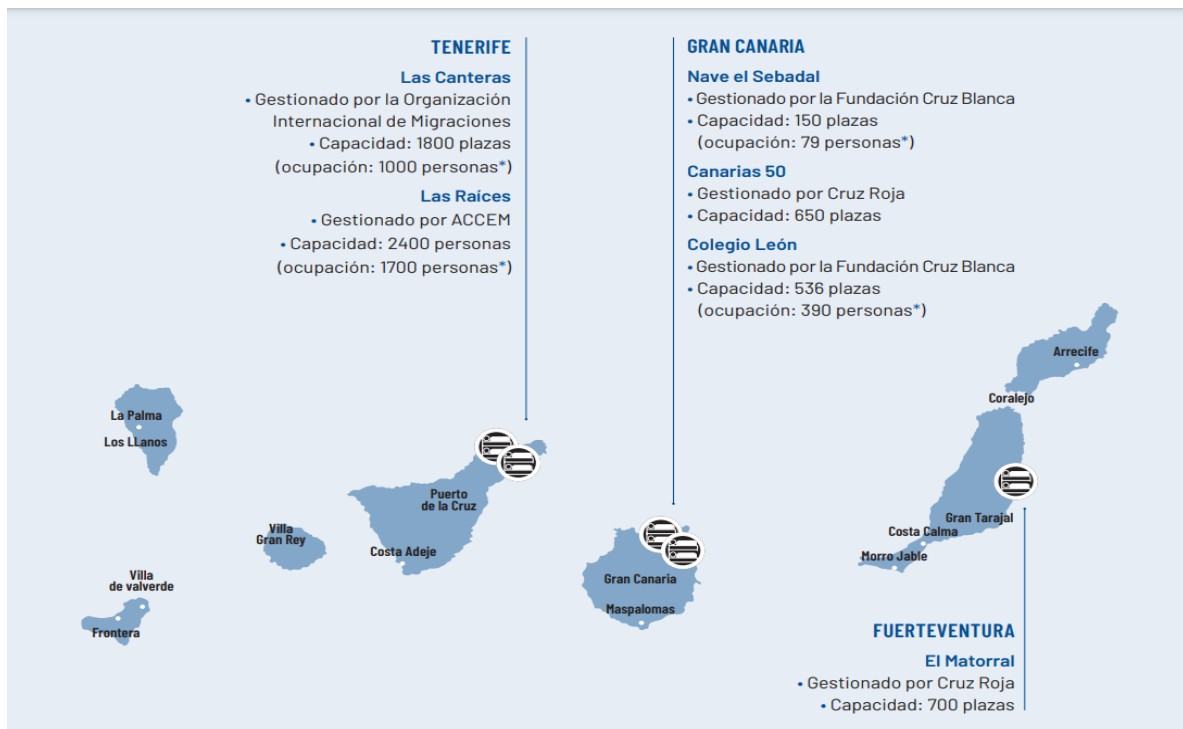 TENERIFE
Las Canteras
• Gestionado por la Organización
Internacional de Migraciones
• Capacidad: 1800 plazas
(ocupación: 1000 personas*)
Las Raíces
• Gestionado por ACCEM
• Capacidad: 2400 personas
(ocupación: 1700 personas*)
GRAN CANARIA
Nave el Sebadal
• Gestionado por la Fundación Cruz Blanca
• Capacidad: 150 plazas
(ocupación: 79 personas*)
Canarias 50
• Gestionado por Cruz Roja
• Capacidad: 650 plazas
Colegio León
• Gestionado por la Fundación Cruz Blanca
• Capacidad: 536 plazas
(ocupación: 390 personas*)
Arrecife
Coralejo
La Palma
Los LLanos
Puerto
de la Cruz
Gran Tarajal
Villa
Gran Rey
Costa Adeje
Costa Calma
Morro Jable
Villa
de valverde
Gran Canaria
Maspalomas
Frontera
FUERTEVENTURA
El Matorral
• Gestionado por Cruz Roja
• Capacidad: 700 plazas